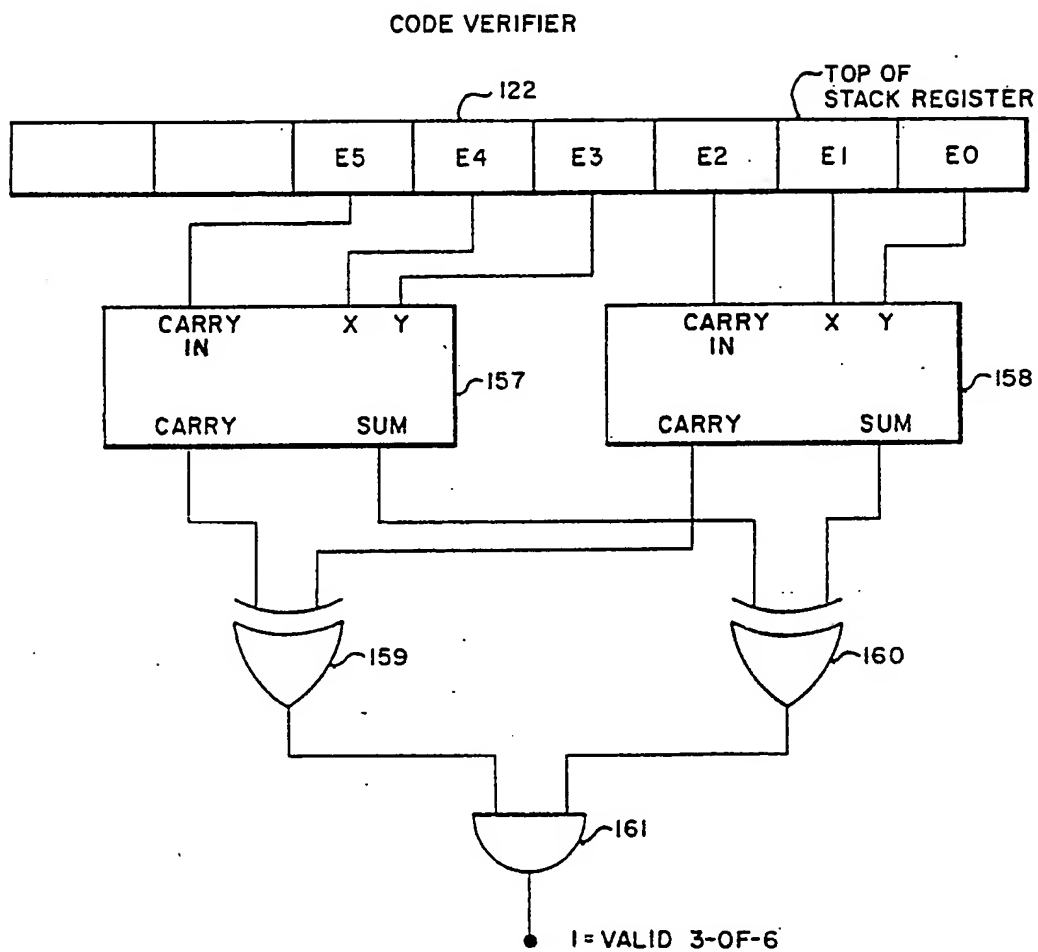 CODE VERIFIER
122
TOP OF
STACK REGISTER
E5 E4 E3 E2 E1 E0
CARRY IN X Y
CARRY IN X Y
157
158
CARRY SUM
CARRY SUM
159
160
161
1 = VALID 3-OF-6